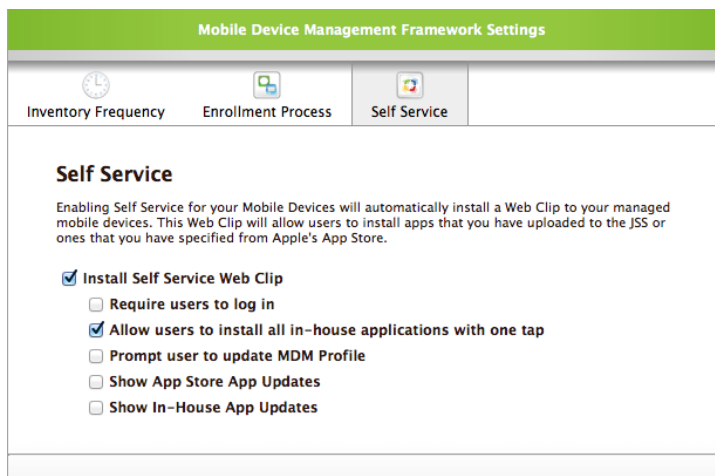 Mobile Device Management Framework Settings
Inventory Frequency
Enrollment Process
Self Service
Self Service
Enabling Self Service for your Mobile Devices will automatically install a Web Clip to your managed
mobile devices. This Web Clip will allow users to install apps that you have uploaded to the JSS or
ones that you have specified from Apple's App Store.
Install Self Service Web Clip
Require users to log in
Allow users to install all in-house applications with one tap
Prompt user to update MDM Profile
Show App Store App Updates
Show In-House App Updates